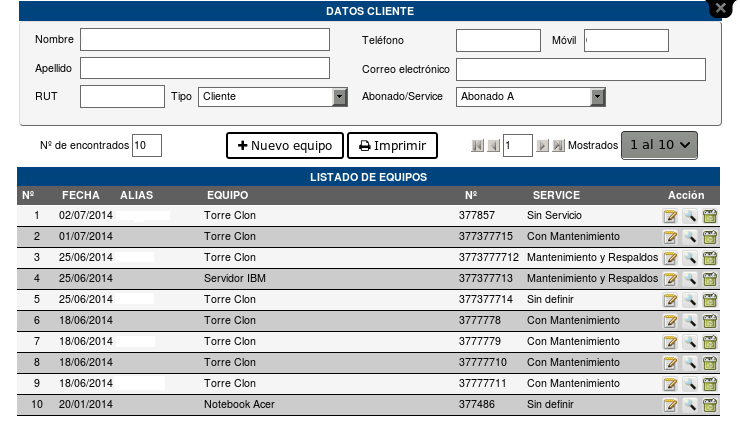 DATOS CLIENTE
Nombre Teléfono Móvil
Apellido Correo electrónico
RUT Tipo Cliente Abonado/Service Abonado A
Nº de encontrados 10 Nuevo equipo Imprimir 1 Mostrados 1 al 10
LISTADO DE EQUIPOS
Nº FECHA ALIAS EQUIPO Nº SERVICE Acción
1 02/07/2014 Torre Clon 377857 Sin Servicio
2 01/07/2014 Torre Clon 377377715 Con Mantenimiento
3 25/06/2014 Torre Clon 3773777712 Mantenimiento y Respaldos
4 25/06/2014 Servidor IBM 377377713 Mantenimiento y Respaldos
5 25/06/2014 Torre Clon 377377714 Sin definir
6 18/06/2014 Torre Clon 3777778 Con Mantenimiento
7 18/06/2014 Torre Clon 3777779 Con Mantenimiento
8 18/06/2014 Torre Clon 37777710 Con Mantenimiento
9 18/06/2014 Torre Clon 37777711 Con Mantenimiento
10 20/01/2014 Notebook Acer 377486 Sin definir